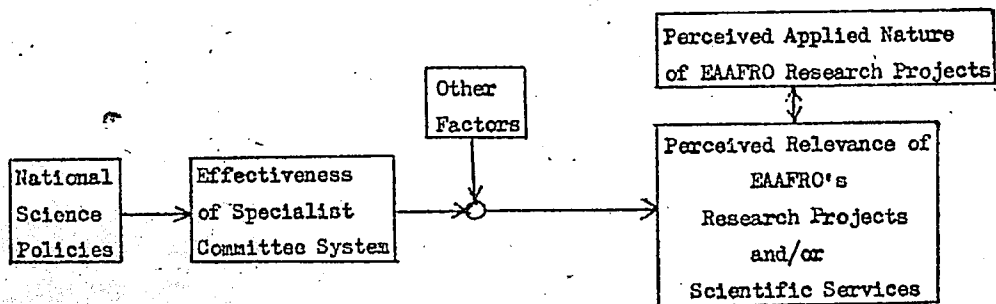 Perceived Applied Nature
of EAAFRO Research Projects
Other
Factors
National
Science
Policies
Effectiveness
of Specialist
Committee System
Perceived Relevance of
EAAFRO's
Research Projects
and/or
Scientific Services